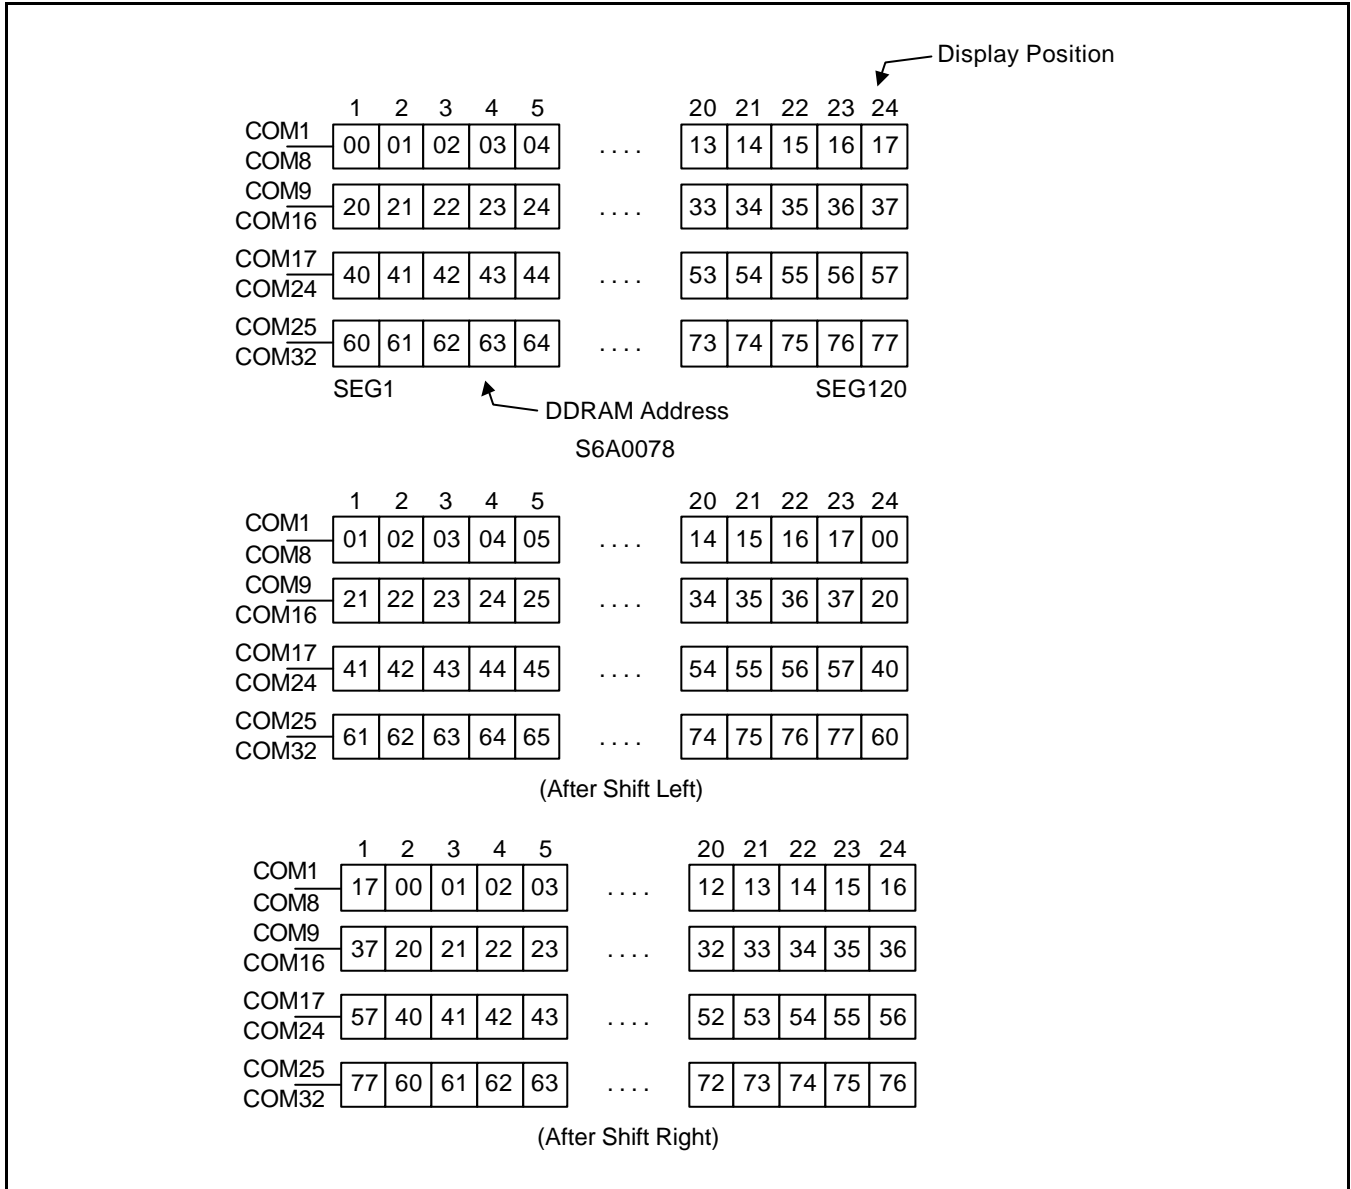 Display Position
1 2 3 4 5 20 21 22 23 24
COM1
00 01 02 03 04 .... 13 14 15 16 17
COM8
COM9
20 21 22 23 24 .... 33 34 35 36 37
COM16
COM17
40 41 42 43 44 .... 53 54 55 56 57
COM24
COM25
60 61 62 63 64 .... 73 74 75 76 77
COM32
SEG1 SEG120
DDRAM Address
S6A0078
1 2 3 4 5 20 21 22 23 24
COM1
01 02 03 04 05 .... 14 15 16 17 00
COM8
COM9
21 22 23 24 25 .... 34 35 36 37 20
COM16
COM17
41 42 43 44 45 .... 54 55 56 57 40
COM24
COM25
61 62 63 64 65 .... 74 75 76 77 60
COM32
(After Shift Left)
1 2 3 4 5 20 21 22 23 24
COM1
17 00 01 02 03 .... 12 13 14 15 16
COM8
COM9
37 20 21 22 23 .... 32 33 34 35 36
COM16
COM17
57 40 41 42 43 .... 52 53 54 55 56
COM24
COM25
77 60 61 62 63 .... 72 73 74 75 76
COM32
(After Shift Right)